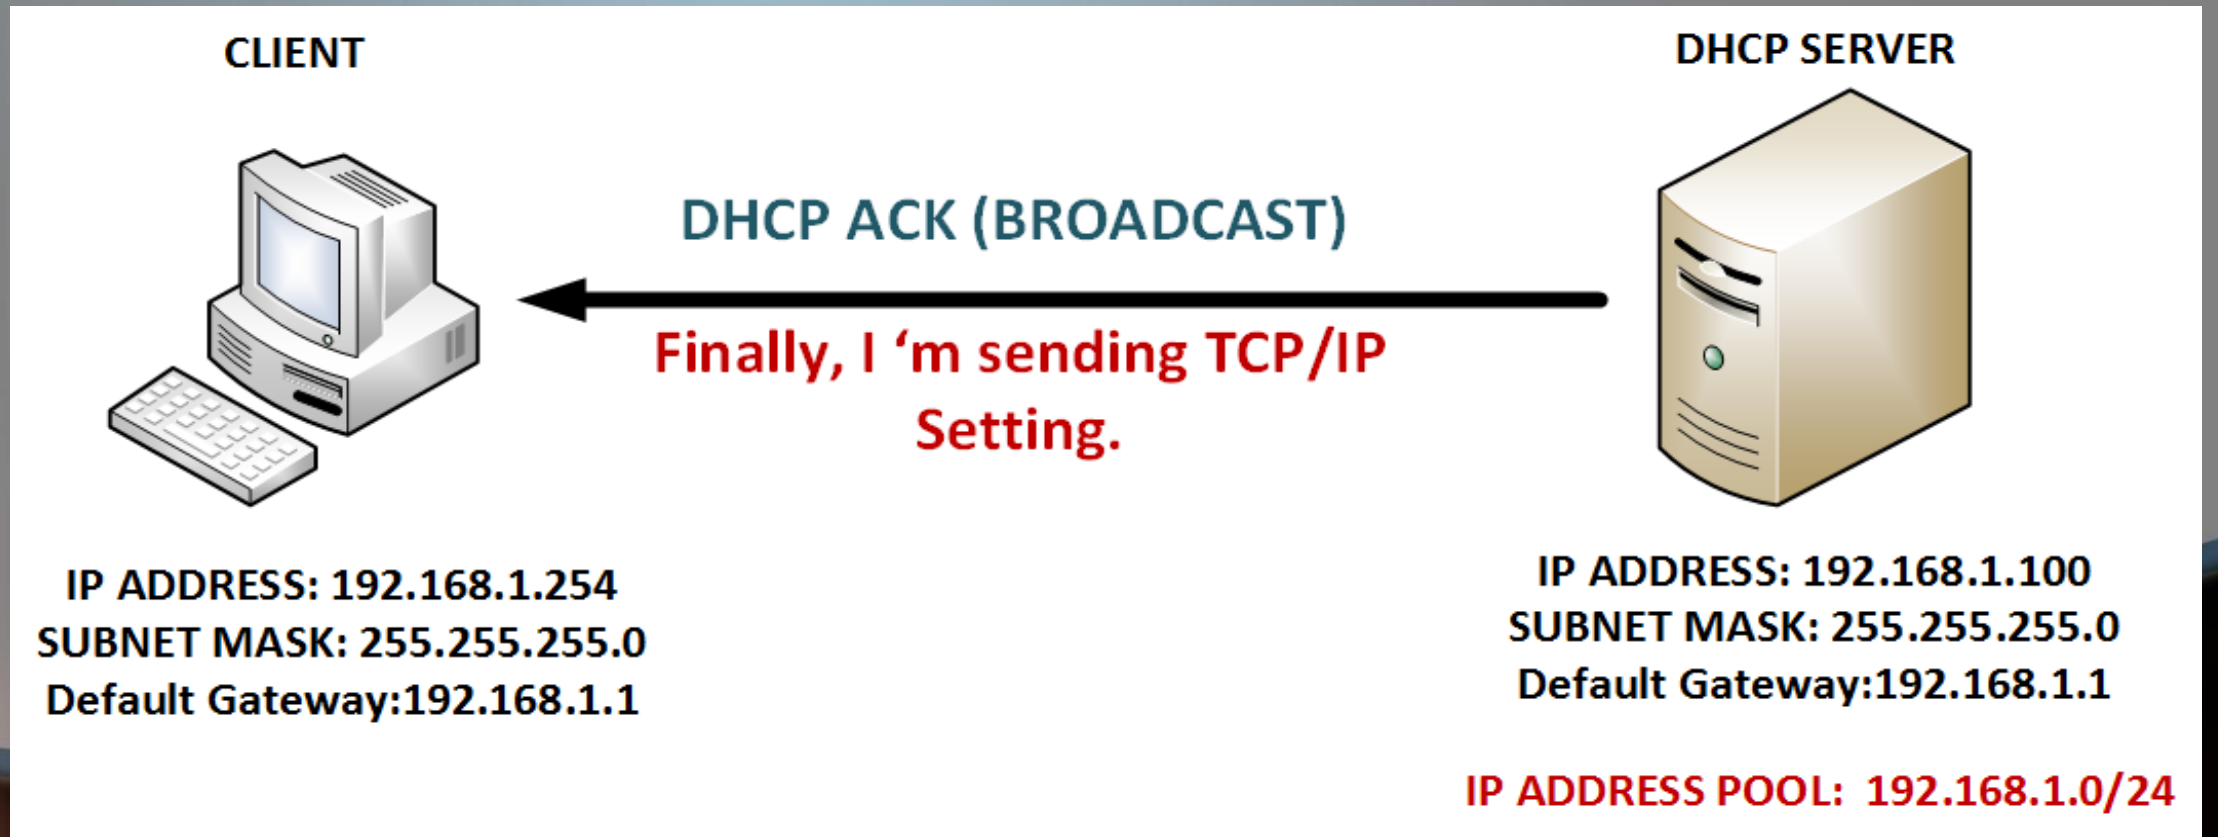 CLIENT
DHCP SERVER
DHCP ACK (BROADCAST)
Finally, I ‘m sending TCP/IP
Setting.
IP ADDRESS: 192.168.1.254
SUBNET MASK: 255.255.255.0
Default Gateway:192.168.1.1
IP ADDRESS: 192.168.1.100
SUBNET MASK: 255.255.255.0
Default Gateway:192.168.1.1
IP ADDRESS POOL: 192.168.1.0/24